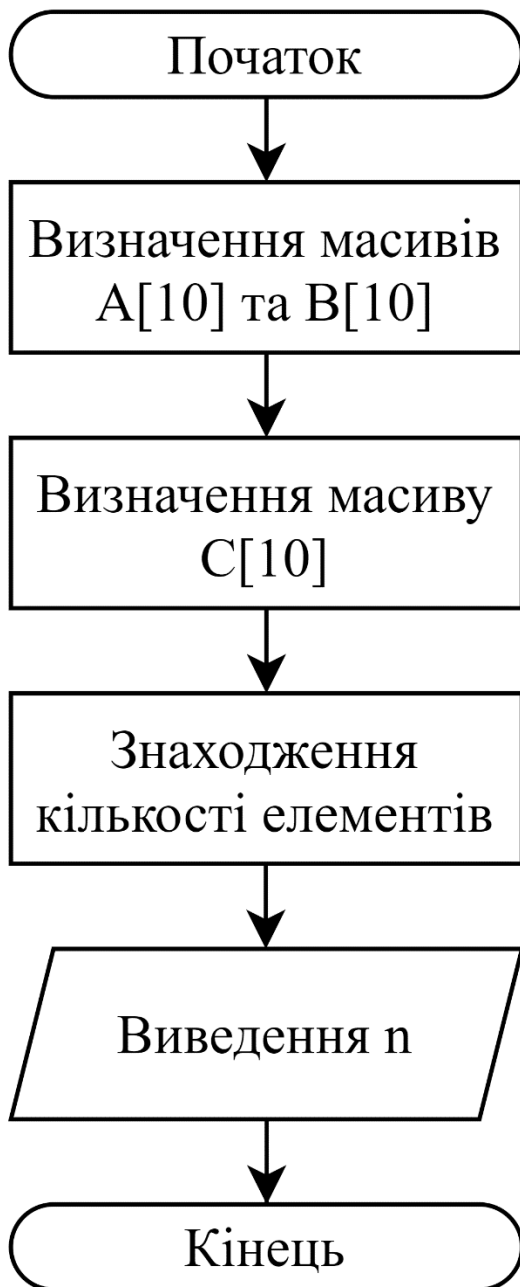 Початок
Визначення масивів
A[10] та B[10]
Визначення масиву
C[10]
Знаходження
кількості елементів
Виведення n
Кінець